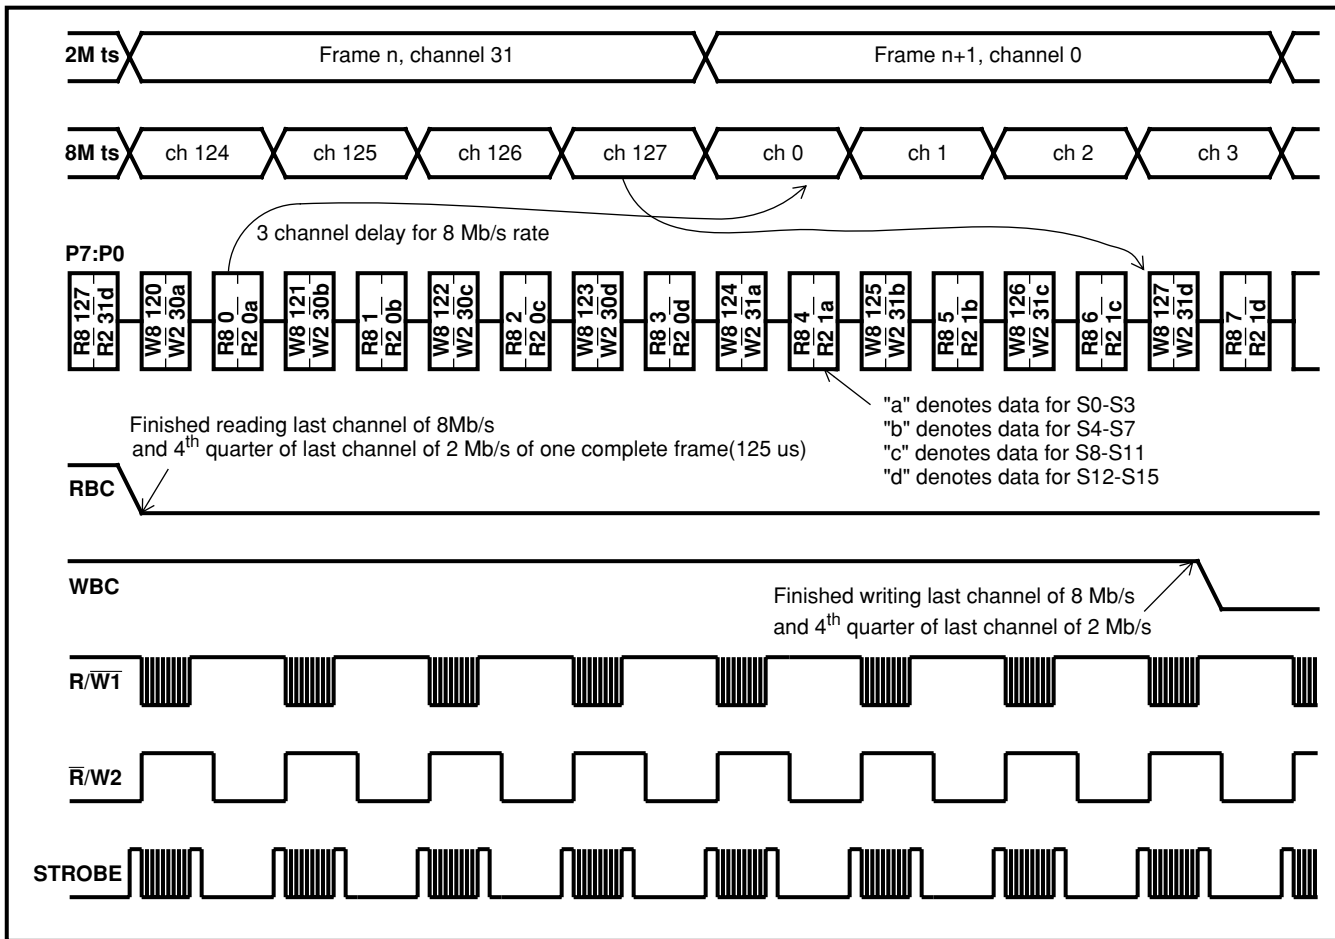 2M ts
Frame n, channel 31
Frame n+1, channel 0
8M ts
ch 124
ch 125
ch 126
ch 127
ch 0
ch 1
ch 2
ch 3
3 channel delay for 8 Mb/s rate
P7:P0
R8 127
R2 31d
W8 120
W2 30a
R8 0
R2 0a
W8 121
W2 30b
R8 1
R2 0b
W8 122
W2 30c
R8 2
R2 0c
W8 123
W2 30d
R8 3
R2 0d
W8 124
W2 31a
R8 4
R2 1a
W8 125
W2 31b
R8 5
R2 1b
W8 126
W2 31c
R8 6
R2 1c
W8 127
W2 31d
R8 7
R2 1d
"a" denotes data for S0-S3
"b" denotes data for S4-S7
"c" denotes data for S8-S11
"d" denotes data for S12-S15
Finished reading last channel of 8Mb/s
and 4th quarter of last channel of 2 Mb/s of one complete frame(125 us)
RBC
WBC
Finished writing last channel of 8 Mb/s
and 4th quarter of last channel of 2 Mb/s
R/W̅1̅
R̅/W2
STROBE